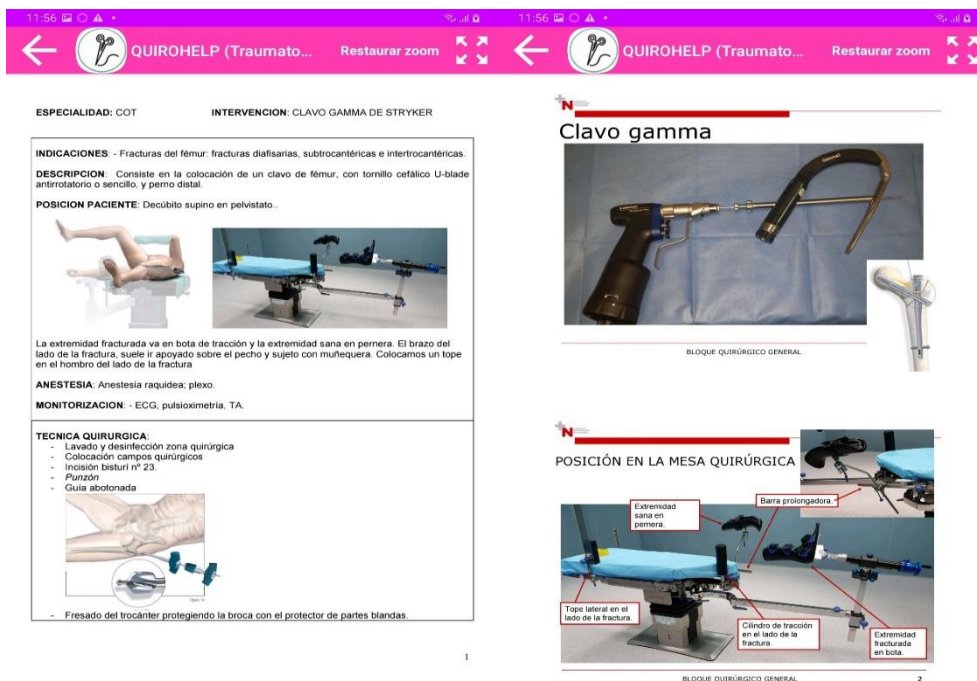 11:56
QUIROHELP (Traumato...
Restaurar zoom
ESPECIALIDAD: COT
INTERVENCION: CLAVO GAMMA DE STRYKER
INDICACIONES: - Fracturas del fémur: fracturas diafisarias, subtrocantéricas e intertrocantéricas.
DESCRIPCION: Consiste en la colocación de un clavo de fémur, con tornillo cefálico U-blade
antirrotatorio o sencillo, y perno distal.
POSICION PACIENTE: Decúbito supino en pelvistato..
La extremidad fracturada va en bota de tracción y la extremidad sana en pernera. El brazo del
lado de la fractura, suele ir apoyado sobre el pecho y sujeto con muñequera. Colocamos un tope
en el hombro del lado de la fractura
ANESTESIA: Anestesia raquidea; plexo.
MONITORIZACION: - ECG, pulsioximetría, TA.
TECNICA QUIRURGICA:
- Lavado y desinfección zona quirúrgica
- Colocación campos quirúrgicos
- Incisión bisturí nº 23.
- Punzón
- Guia abotonada
- Fresado del trocánter protegiendo la broca con el protector de partes blandas.
1
11:56
QUIROHELP (Traumato...
Restaurar zoom
N
Clavo gamma
BLOQUE QUIRÚRGICO GENERAL
N
POSICIÓN EN LA MESA QUIRÚRGICA
Barra prolongadora.
Extremidad
sana en
pernera.
Tope lateral en el
lado de la fractura.
Cilindro de tracción
en el lado de la
fractura.
Extremidad
fracturada
en bota.
BLOQUE QUIRÚRGICO GENERAL
2